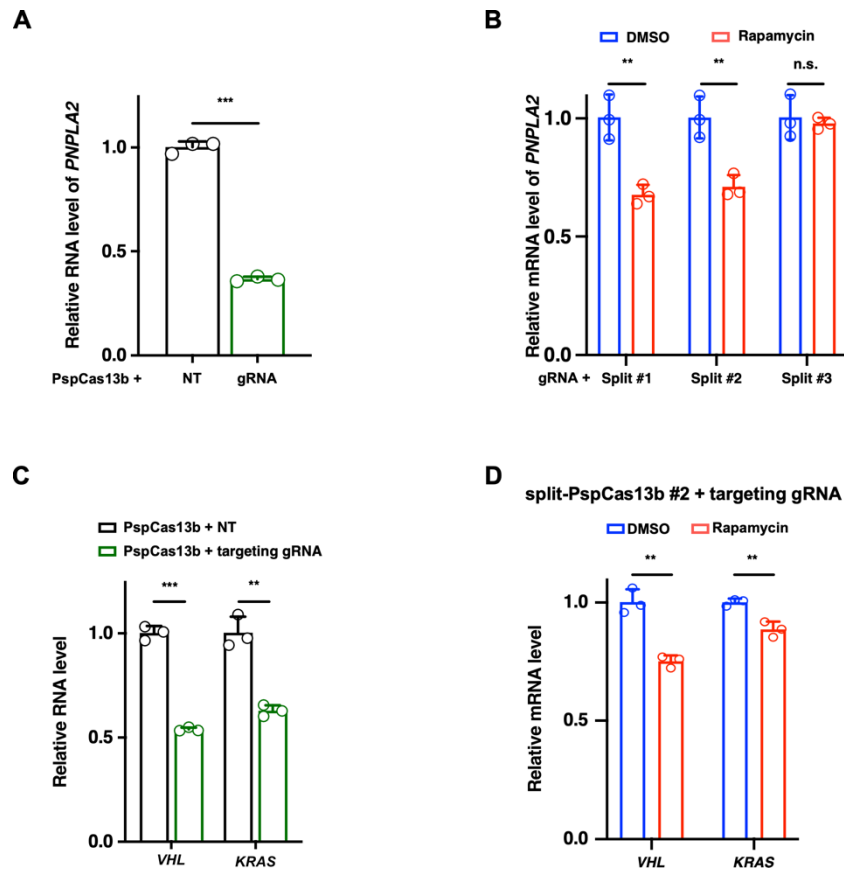 A
Relative RNA level of PNPLA2
1.0
0.5
0.0
***
PspCas13b +
NT
gRNA
B
DMSO
Rapamycin
Relative mRNA level of PNPLA2
1.0
0.5
0.0
**
**
n.s.
gRNA +
Split #1
Split #2
Split #3
C
PspCas13b + NT
PspCas13b + targeting gRNA
Relative RNA level
1.0
0.5
0.0
***
**
VHL
KRAS
D
split-PspCas13b #2 + targeting gRNA
DMSO
Rapamycin
Relative mRNA level
1.0
0.5
0.0
**
**
VHL
KRAS